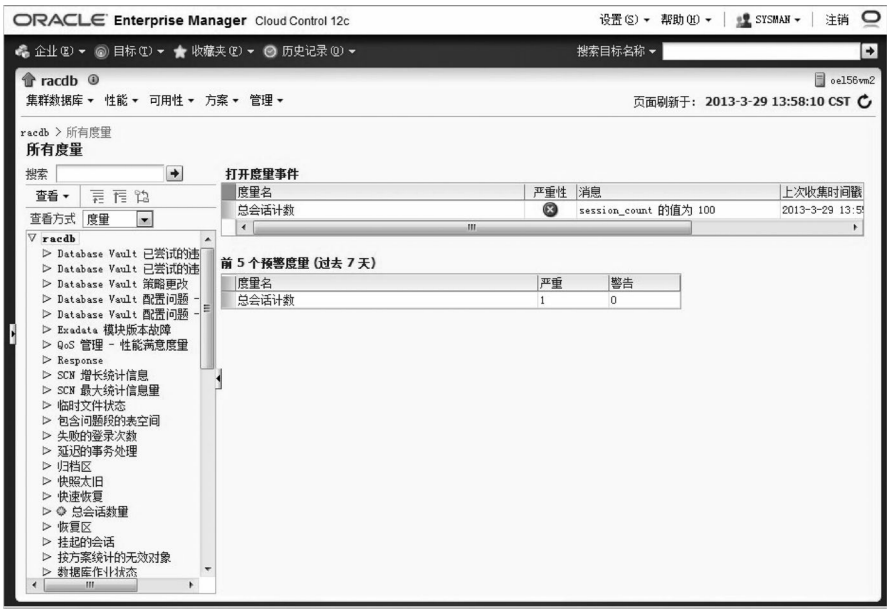 ORACLE Enterprise Manager Cloud Control 12c
设置(S) 帮助(H) SYSMAN 注销
企业(E) 目标(T) 收藏夹(F) 历史记录(O) 搜索目标名称
racdb
oel56vm2
集群数据库 性能 可用性 方案 管理
页面刷新于: 2013-3-29 13:58:10 CST
racdb > 所有度量
所有度量
搜索
查看
查看方式 度量
racdb
Database Vault 已尝试的违
Database Vault 已尝试的违
Database Vault 策略更改
Database Vault 配置问题 -
Database Vault 配置问题 -
Exadata 模块版本故障
QoS 管理 - 性能满意度量
Response
SCN 增长统计信息
SCN 最大统计信息量
临时文件状态
包含问题段的表空间
失败的登录次数
延迟的事务处理
归档区
快照太旧
快速恢复
总会话数量
恢复区
挂起的会话
按方案统计的无效对象
数据库作业状态
打开度量事件
度量名 严重性 消息 上次收集时间戳
总会话计数 session_count 的值为 100 2013-3-29 13:5
前 5 个预警度量 (过去 7 天)
度量名 严重 警告
总会话计数 1 0